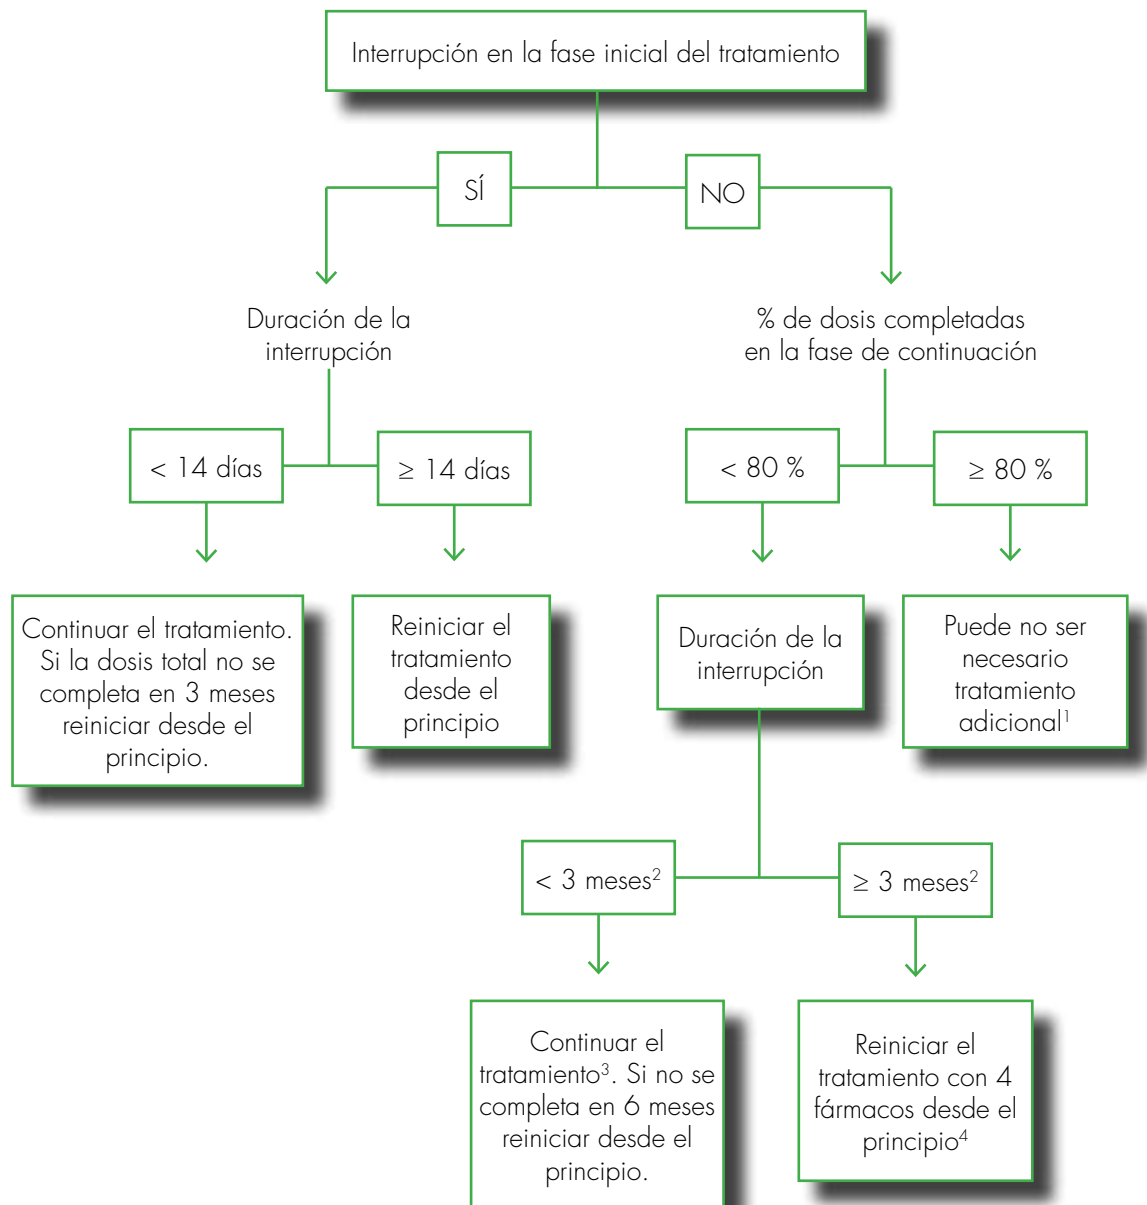 Interrupción en la fase inicial del tratamiento
SÍ
NO
Duración de la
interrupción
% de dosis completadas
en la fase de continuación
< 14 días
≥ 14 días
< 80 %
≥ 80 %
Continuar el tratamiento.
Si la dosis total no se
completa en 3 meses
reiniciar desde el
principio.
Reiniciar el
tratamiento
desde el
principio
Duración de la
interrupción
Puede no ser
necesario
tratamiento
adicional¹
< 3 meses²
≥ 3 meses²
Continuar el
tratamiento³. Si no se
completa en 6 meses
reiniciar desde el
principio.
Reiniciar el
tratamiento con 4
fármacos desde el
principio⁴